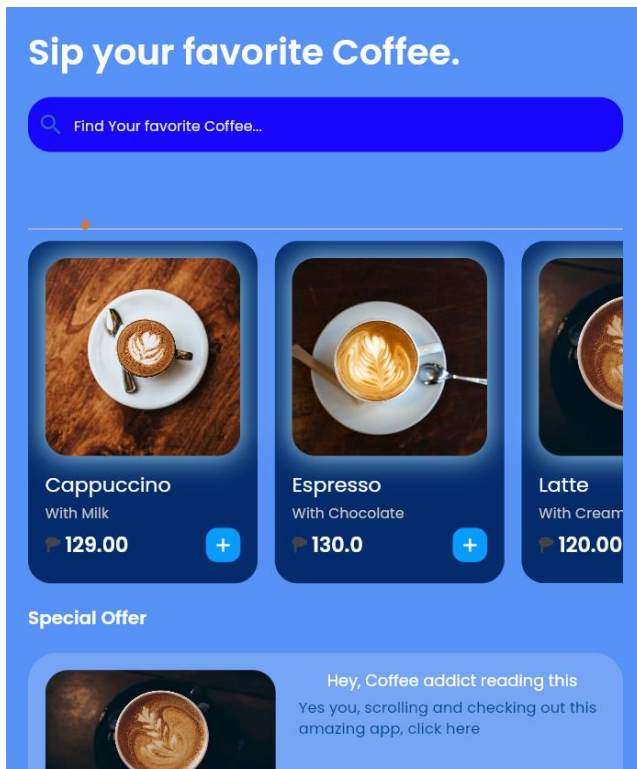 Sip your favorite Coffee.
Find Your favorite Coffee...
Cappuccino
With Milk
129.00
+
Espresso
With Chocolate
130.0
+
Latte
With Cream
120.00
Special Offer
Hey, Coffee addict reading this
Yes you, scrolling and checking out this
amazing app, click here